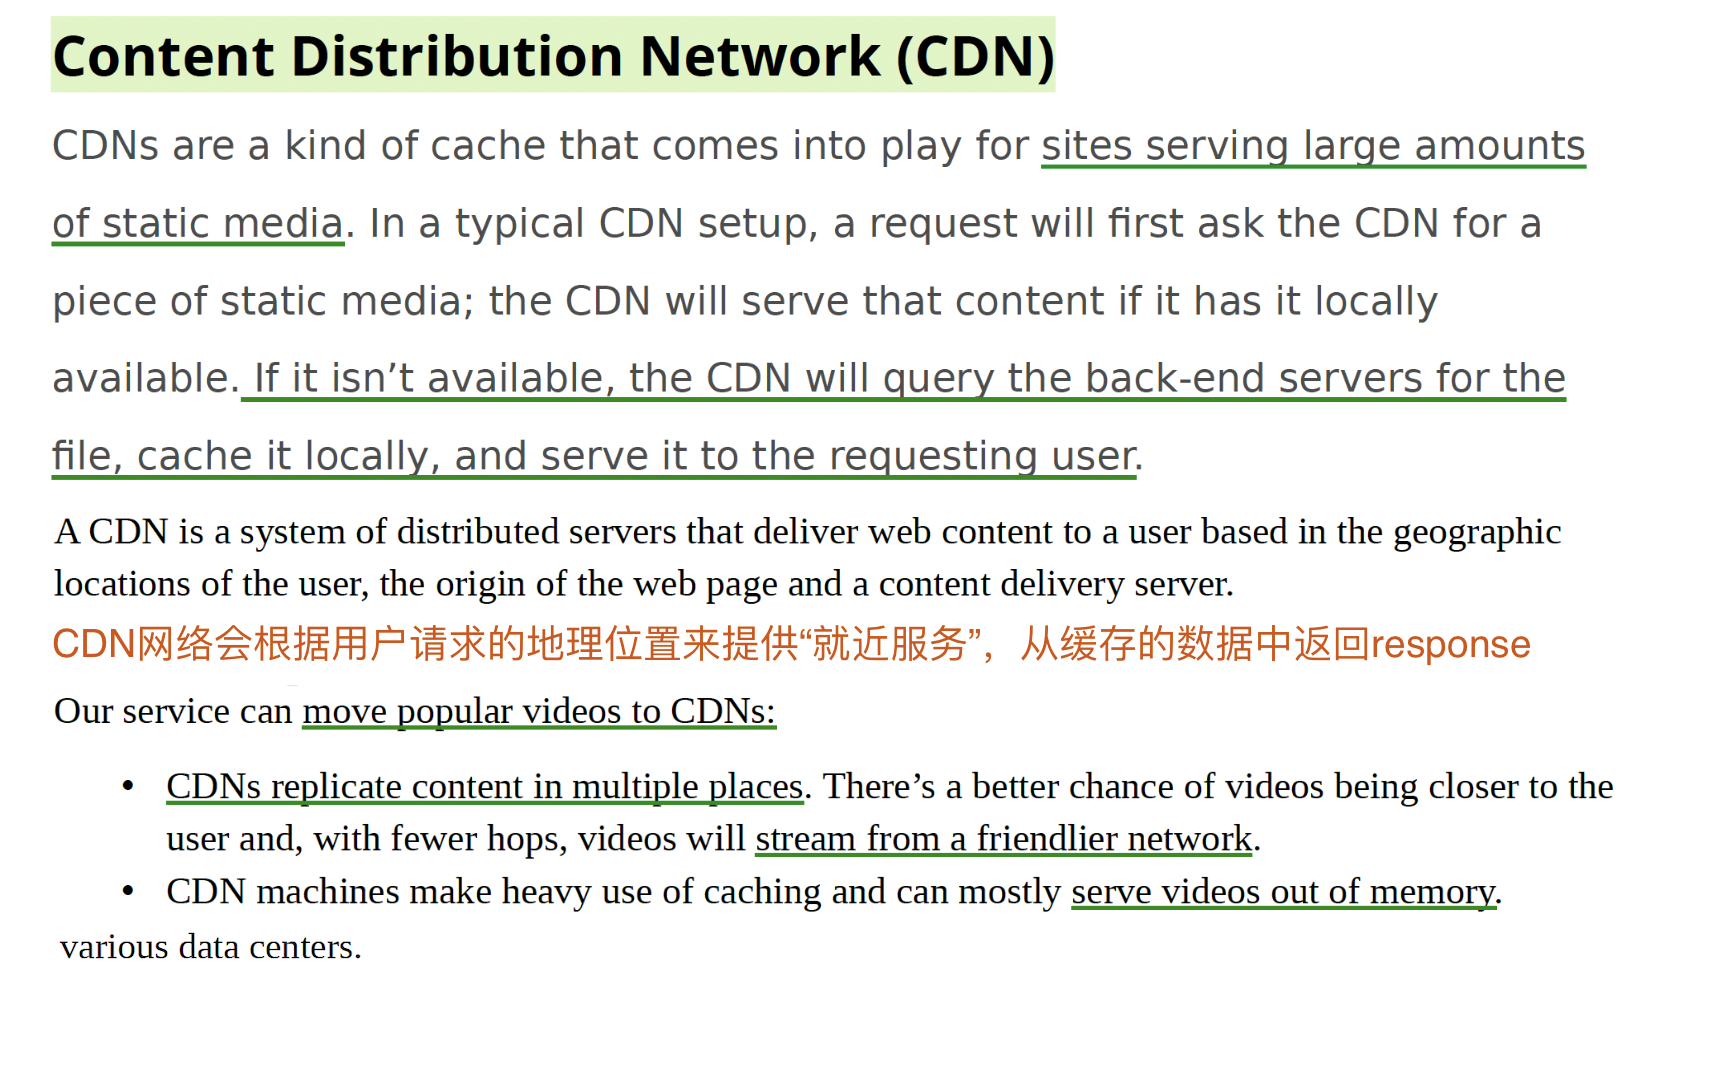 Content Distribution Network (CDN)
CDNs are a kind of cache that comes into play for sites serving large amounts
of static media. In a typical CDN setup, a request will first ask the CDN for a
piece of static media; the CDN will serve that content if it has it locally
available. If it isn’t available, the CDN will query the back-end servers for the
file, cache it locally, and serve it to the requesting user.
A CDN is a system of distributed servers that deliver web content to a user based in the geographic
locations of the user, the origin of the web page and a content delivery server.
CDN网络会根据用户请求的地理位置来提供“就近服务”，从缓存的数据中返回response
Our service can move popular videos to CDNs:
• CDNs replicate content in multiple places. There’s a better chance of videos being closer to the
user and, with fewer hops, videos will stream from a friendlier network.
• CDN machines make heavy use of caching and can mostly serve videos out of memory.
various data centers.